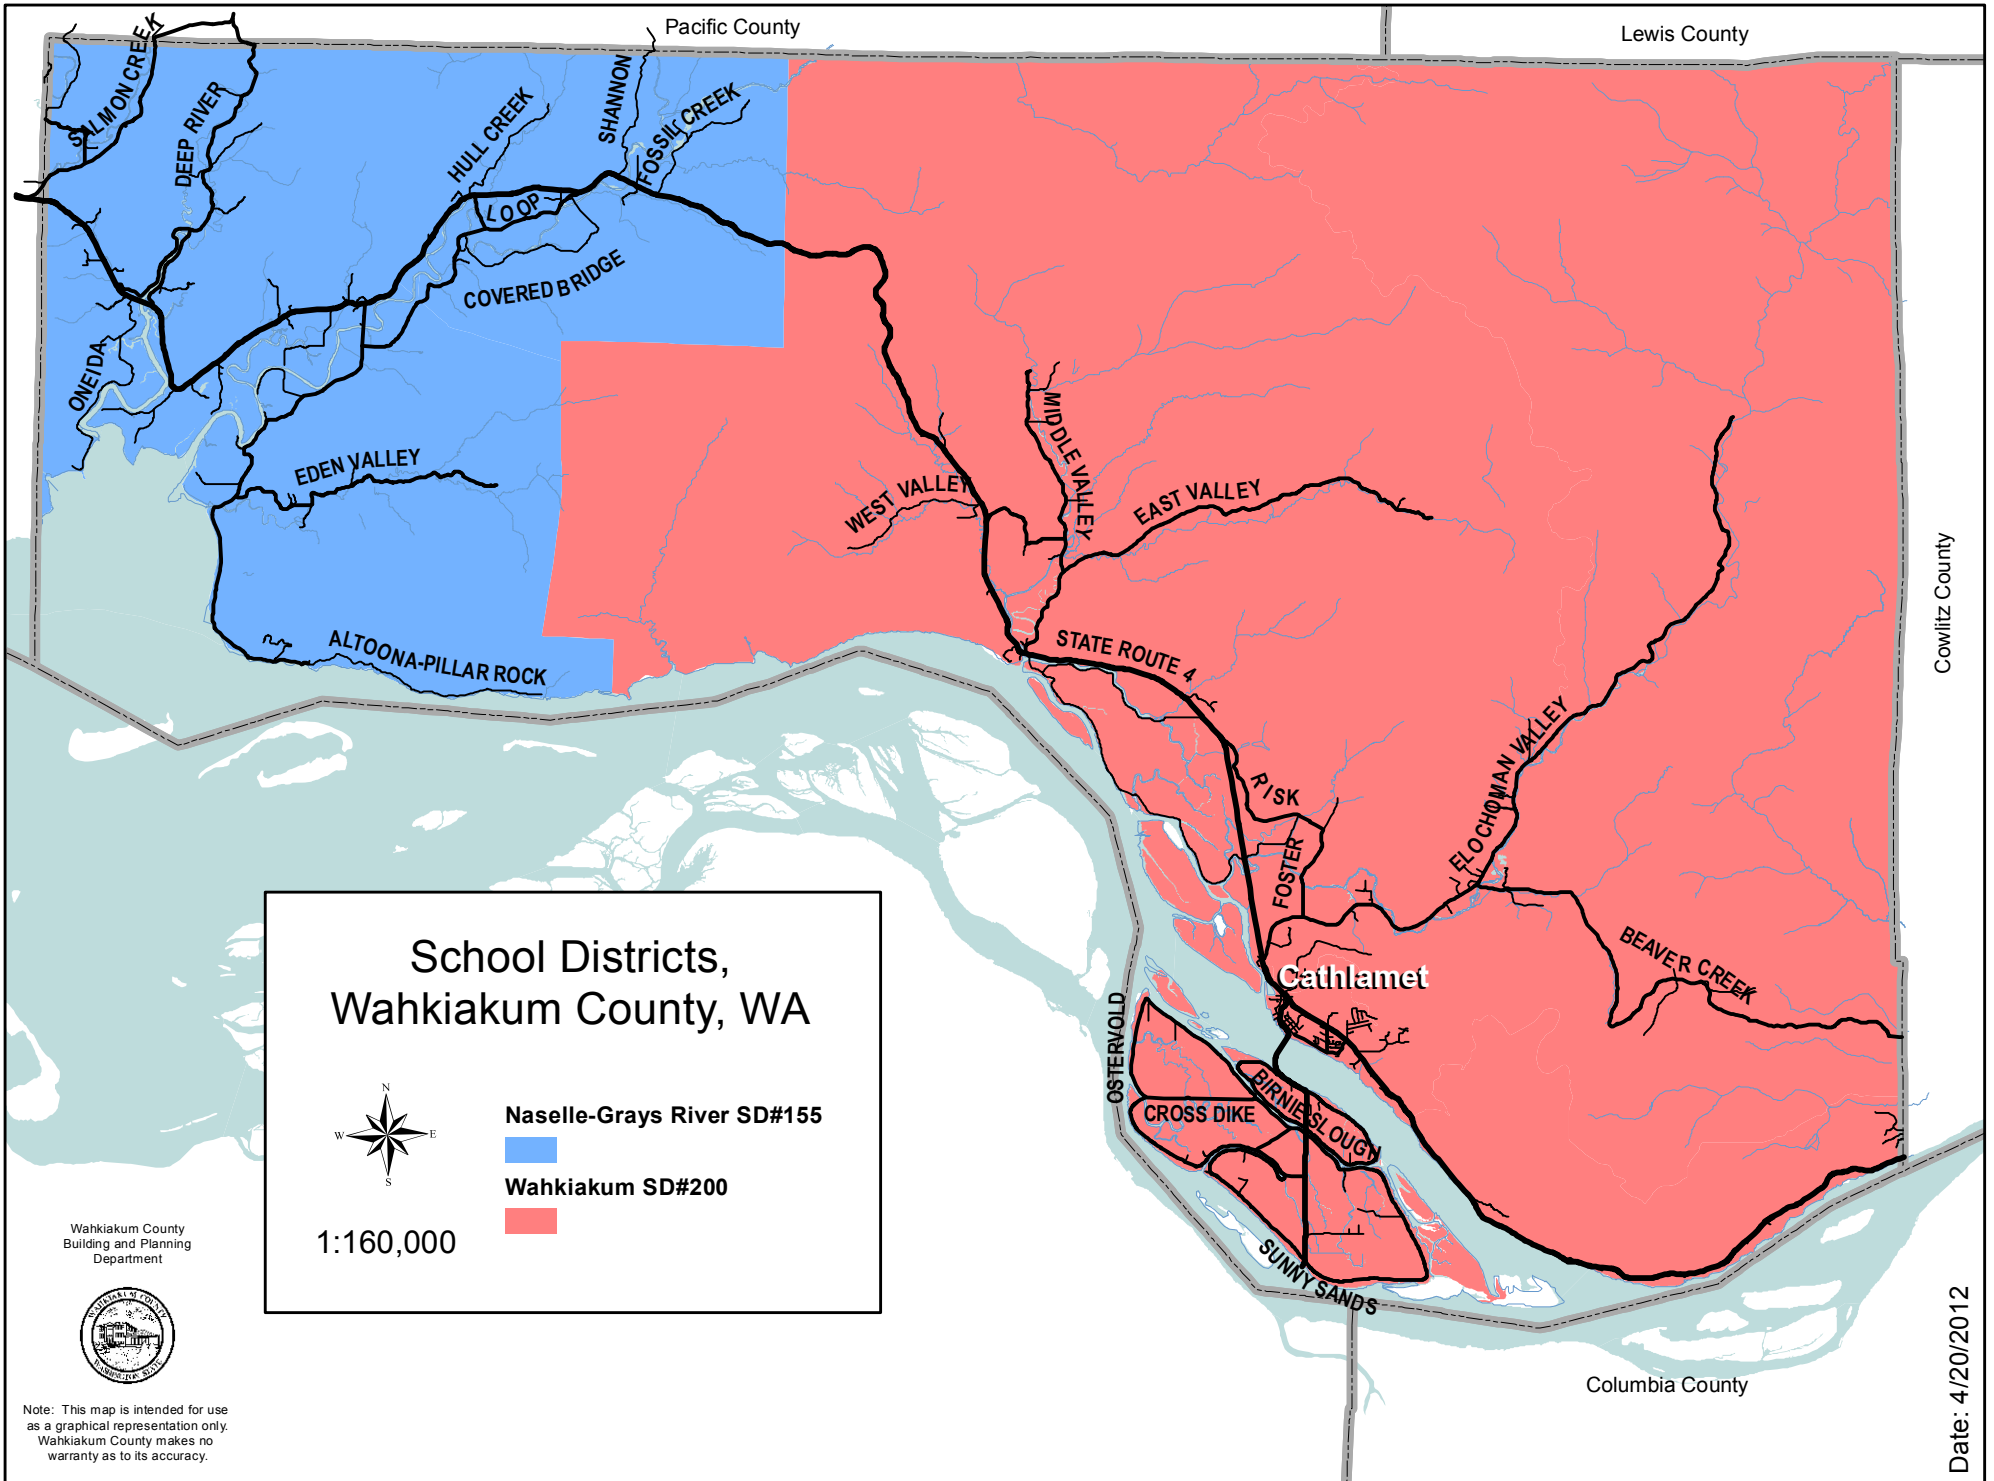 Pacific County
Lewis County
SALMON CREEK
DEEP RIVER
HULL CREEK
SHANNON
FOSSIL CREEK
LOOP
COVERED BRIDGE
ONEIDA
EDEN VALLEY
ALTOONA-PILLAR ROCK
WEST VALLEY
MIDDLE VALLEY
EAST VALLEY
STATE ROUTE 4
RISK
FOSTER
ELOCHOMAN VALLEY
BEAVER CREEK
Cowlitz County
Cathlamet
OSTERVOLD
CROSS DIKE
BIRNIE SLOUGH
SUNNY SANDS
Columbia County
School Districts,
Wahkiakum County, WA
N
W
E
S
1:160,000
Naselle-Grays River SD#155
Wahkiakum SD#200
Wahkiakum County
Building and Planning
Department
WAHKIAKUM COUNTY
WASHINGTON STATE
Note: This map is intended for use
as a graphical representation only.
Wahkiakum County makes no
warranty as to its accuracy.
Date: 4/20/2012